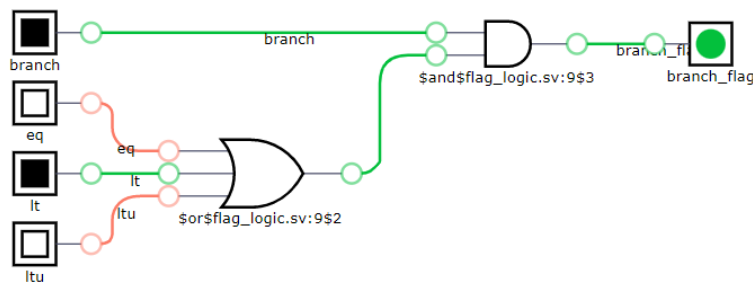 branch
branch
$and$flag_logic.sv:9$3
branch_fla
branch_flag
eq
eq
lt
lt
ltu
$or$flag_logic.sv:9$2
ltu